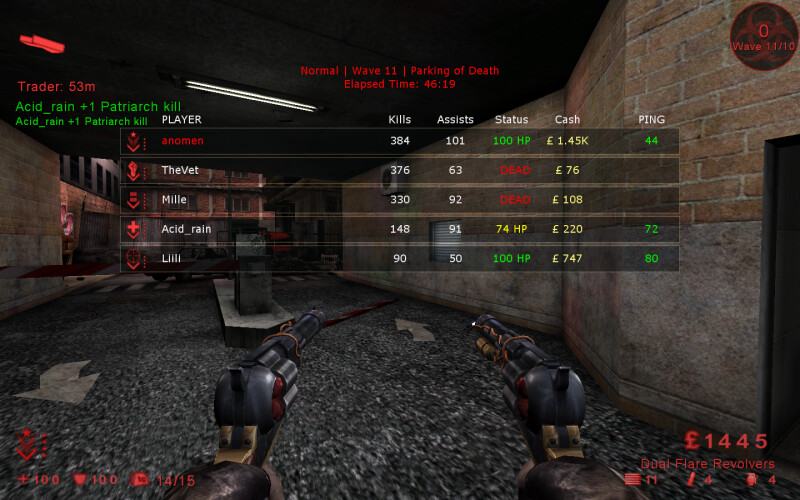 0
Wave 11/10
Normal | Wave 11 | Parking of Death
Elapsed Time: 46:19
Trader: 53m
Acid_rain +1 Patriarch kill
Acid_rain +1 Patriarch kill
PLAYER Kills Assists Status Cash PING
anomen 384 101 100 HP £ 1.45K 44
TheVet 376 63 DEAD £ 76
Mille 330 92 DEAD £ 108
Acid_rain 148 91 74 HP £ 220 72
Liili 90 50 100 HP £ 747 80
£1445
Dual Flare Revolvers
100 100 14/15 11 4 4